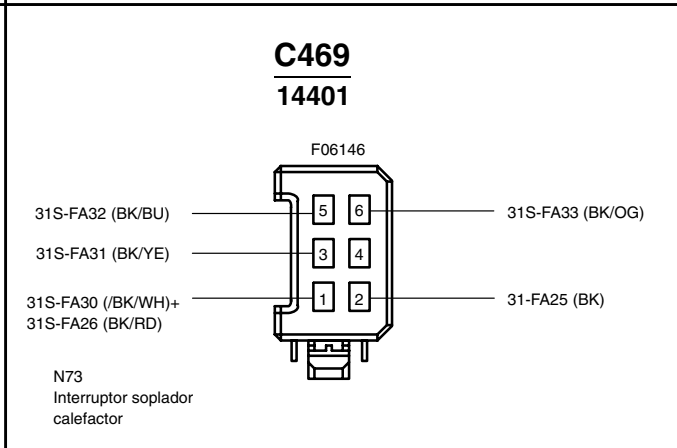 C469
14401
F06146
31S-FA32 (BK/BU)
5
6
31S-FA33 (BK/OG)
31S-FA31 (BK/YE)
3
4
31S-FA30 (/BK/WH)+
31S-FA26 (BK/RD)
1
2
31-FA25 (BK)
N73
Interruptor soplador
calefactor